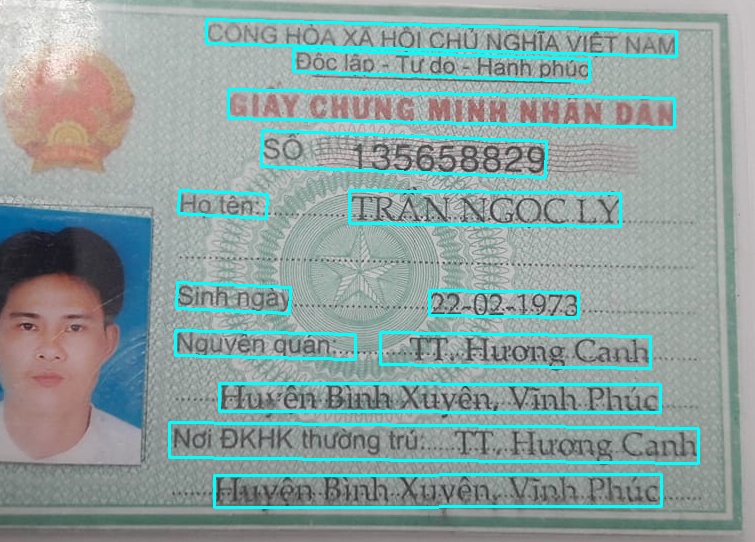 CỘNG HÒA XÃ HỘI CHỦ NGHĨA VIỆT NAM
Độc lập - Tự do - Hạnh phúc
GIẤY CHỨNG MINH NHÂN DÂN
SỐ 135658829
Họ tên: TRẦN NGỌC LÝ
Sinh ngày 22-02-1973
Nguyên quán: TT. Hương Canh
Huyện Bình Xuyên, Vĩnh Phúc
Nơi ĐKHK thường trú: TT. Hương Canh
Huyện Bình Xuyên, Vĩnh Phúc